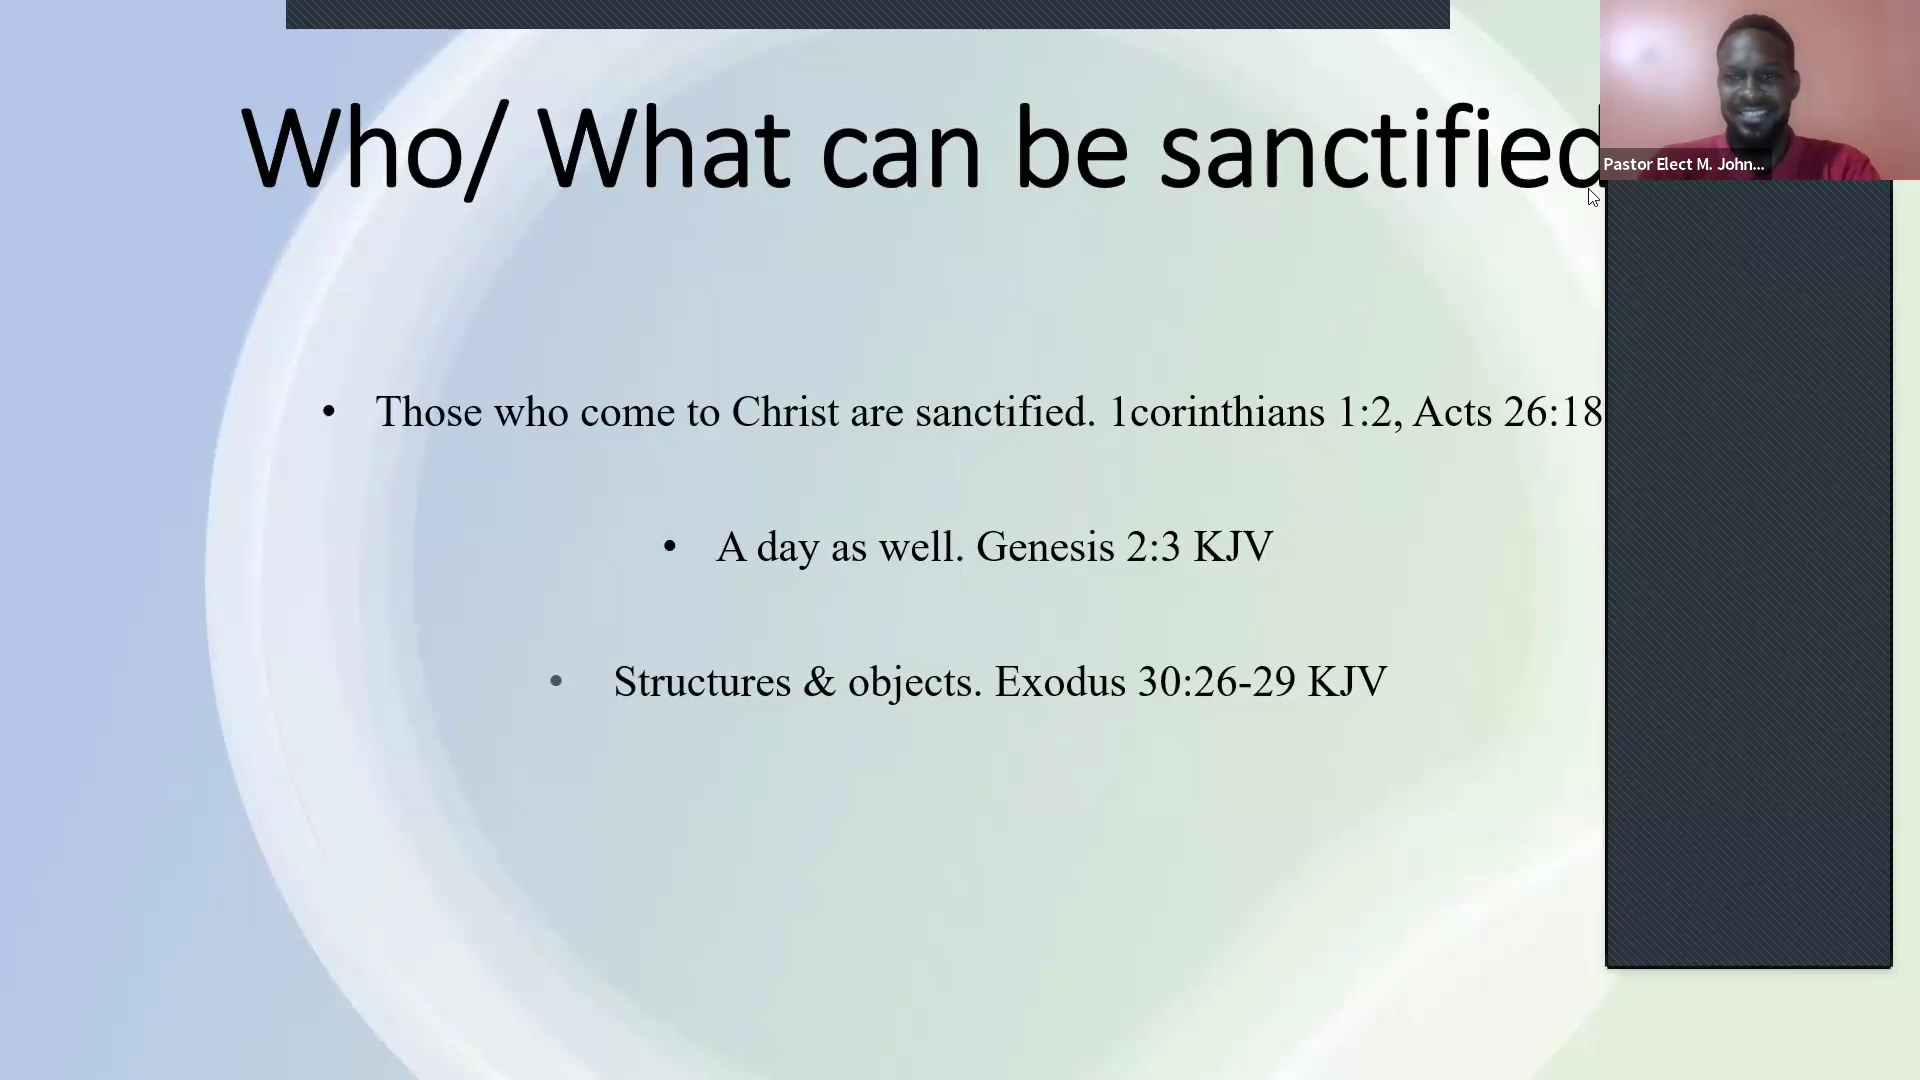 Who/ What can be sanctified
Pastor Elect M. John...
• Those who come to Christ are sanctified. 1corinthians 1:2, Acts 26:18
• A day as well. Genesis 2:3 KJV
• Structures & objects. Exodus 30:26-29 KJV